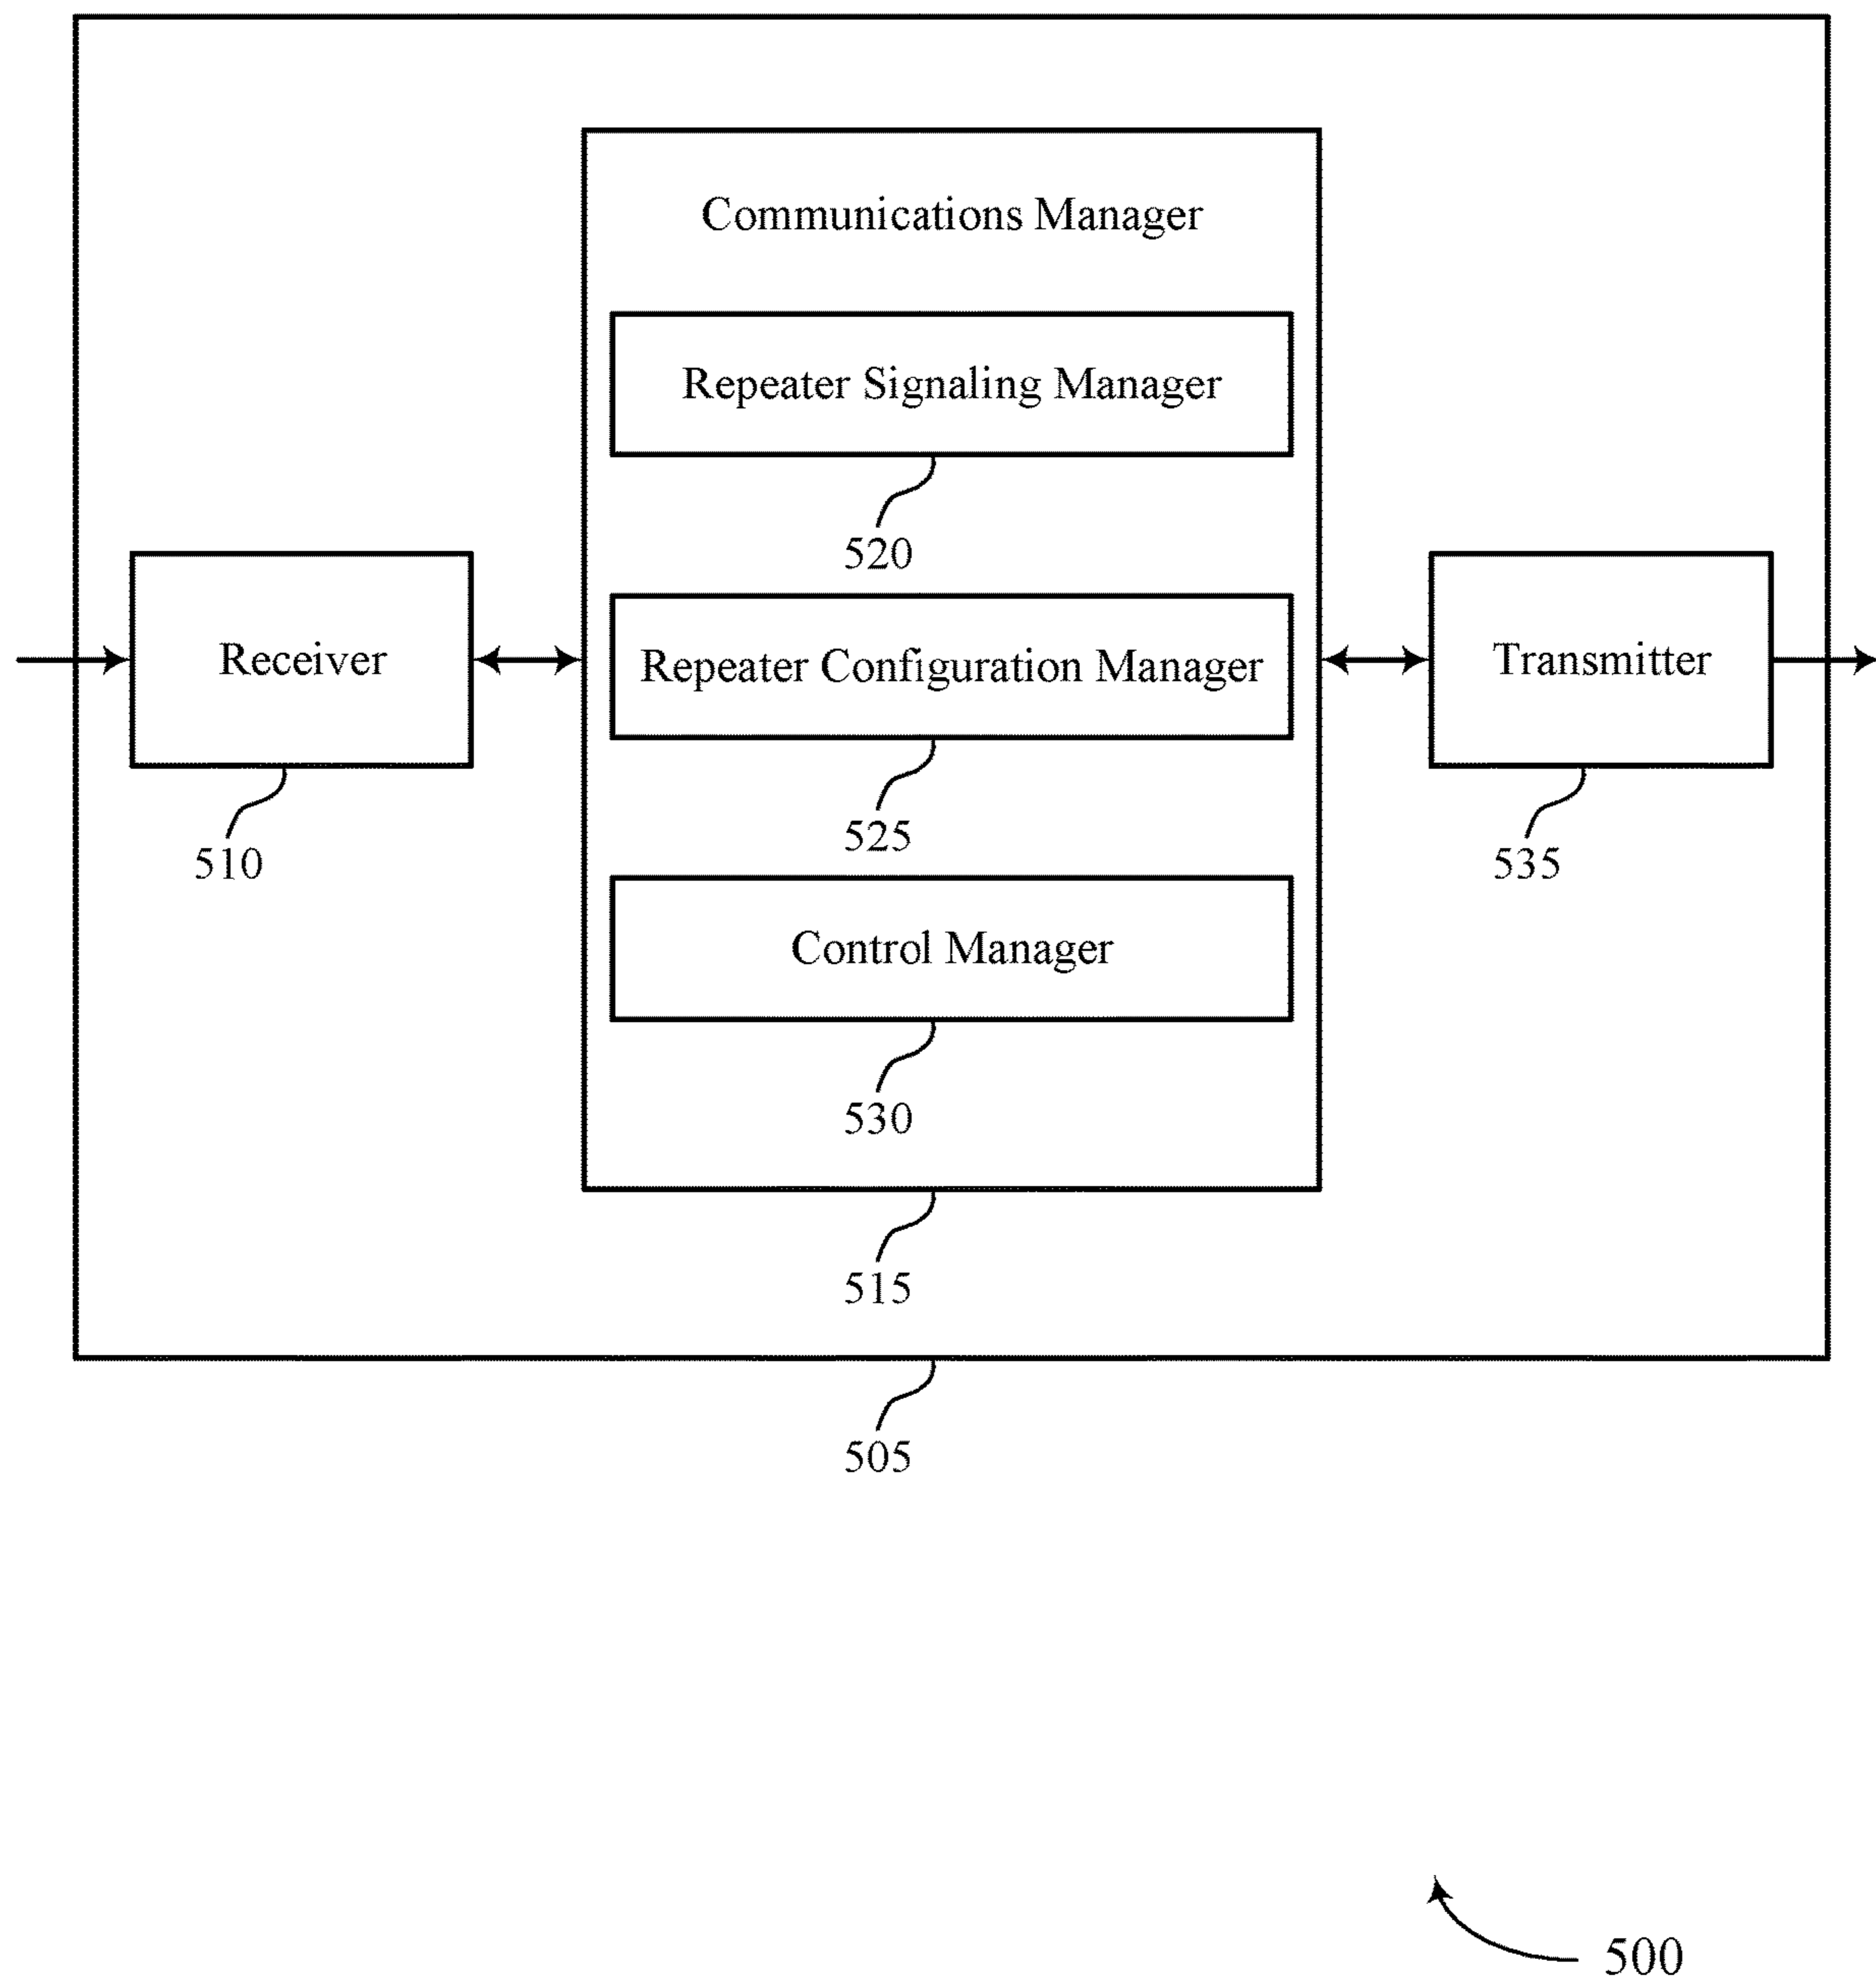 Communications Manager
Repeater Signaling Manager
520
Receiver
Repeater Configuration Manager
Transmitter
510
525
535
Control Manager
530
515
505
500